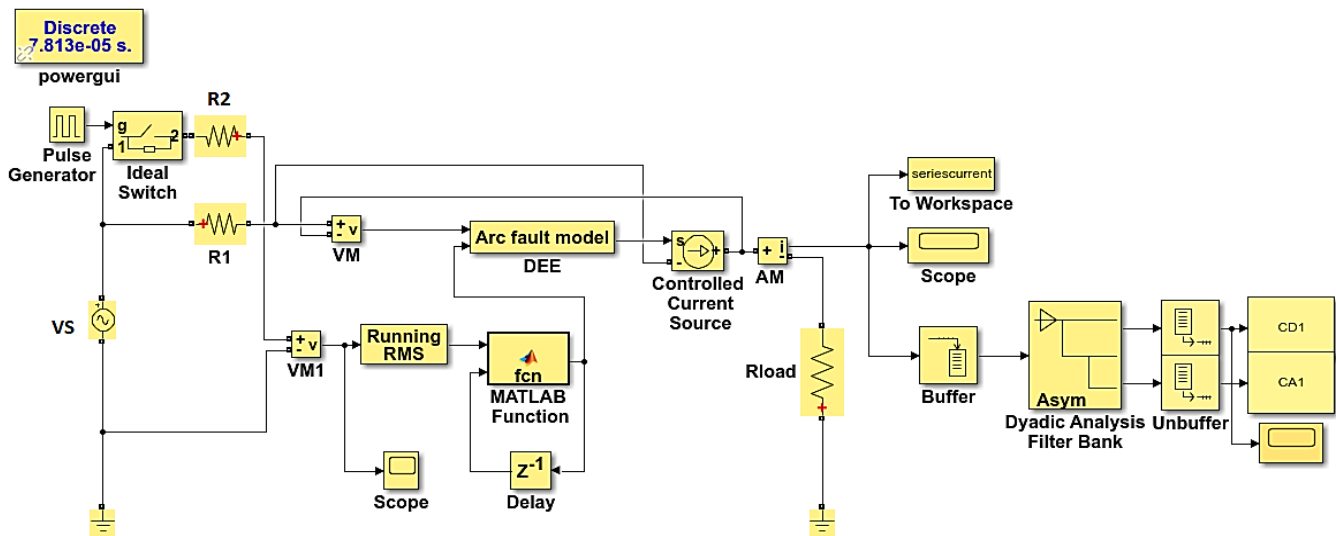 Discrete
7.813e-05 s.
powergui
Pulse
Generator
g
1
2
Ideal
Switch
R2
R1
+
-
v
VM
Arc fault model
DEE
s
-
+
Controlled
Current
Source
+
i
-
AM
seriescurrent
To Workspace
Scope
VS
+
-
v
VM1
Running
RMS
fcn
MATLAB
Function
Scope
Z-1
Delay
Rload
Buffer
Asym
Dyadic Analysis
Filter Bank
Unbuffer
CD1
CA1